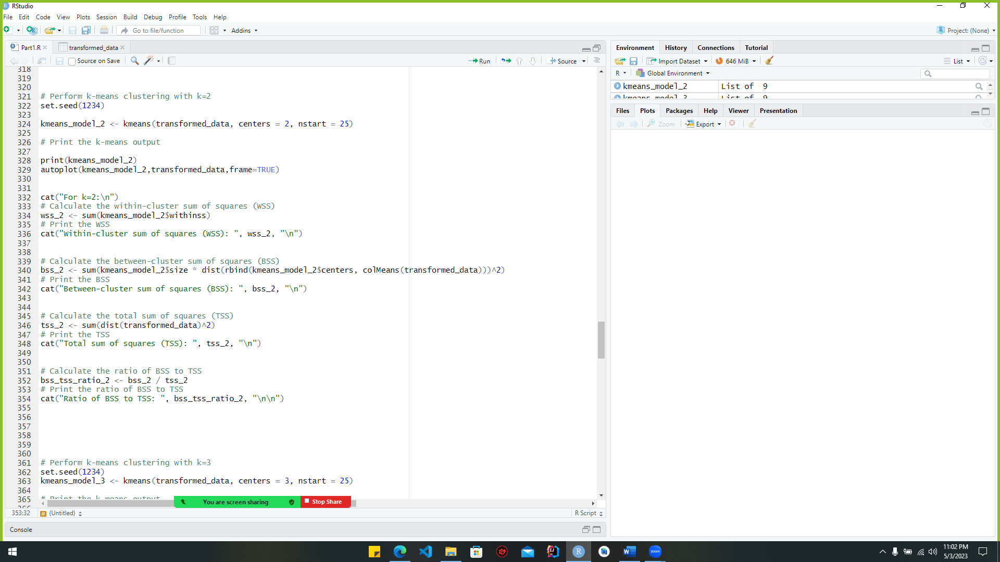 RStudio
File Edit Code View Plots Session Build Debug Profile Tools Help
Go to file/function Addins Project: (None)
Part1.R transformed_data
Source on Save Run Source
318
319
320
321 # Perform k-means clustering with k=2
322 set.seed(1234)
323
324 kmeans_model_2 <- kmeans(transformed_data, centers = 2, nstart = 25)
325
326 # Print the k-means output
327
328 print(kmeans_model_2)
329 autoplot(kmeans_model_2,transformed_data,frame=TRUE)
330
331
332 cat("For k=2:\n")
333 # Calculate the within-cluster sum of squares (WSS)
334 wss_2 <- sum(kmeans_model_2$withinss)
335 # Print the WSS
336 cat("Within-cluster sum of squares (WSS): ", wss_2, "\n")
337
338
339 # Calculate the between-cluster sum of squares (BSS)
340 bss_2 <- sum(kmeans_model_2$size * dist(rbind(kmeans_model_2$centers, colMeans(transformed_data)))^2)
341 # Print the BSS
342 cat("Between-cluster sum of squares (BSS): ", bss_2, "\n")
343
344
345 # Calculate the total sum of squares (TSS)
346 tss_2 <- sum(dist(transformed_data)^2)
347 # Print the TSS
348 cat("Total sum of squares (TSS): ", tss_2, "\n")
349
350
351 # Calculate the ratio of BSS to TSS
352 bss_tss_ratio_2 <- bss_2 / tss_2
353 # Print the ratio of BSS to TSS
354 cat("Ratio of BSS to TSS: ", bss_tss_ratio_2, "\n\n")
355
356
357
358
359
360
361 # Perform k-means clustering with k=3
362 set.seed(1234)
363 kmeans_model_3 <- kmeans(transformed_data, centers = 3, nstart = 25)
364
365 # Print the k-means output
366
You are screen sharing Stop Share
353:32 (Untitled) R Script
Console
Environment History Connections Tutorial
Import Dataset 646 MiB List
R Global Environment
kmeans_model_2 List of 9
kmeans_model_3 List of 9
Files Plots Packages Help Viewer Presentation
Zoom Export
zoom
11:02 PM
5/3/2023